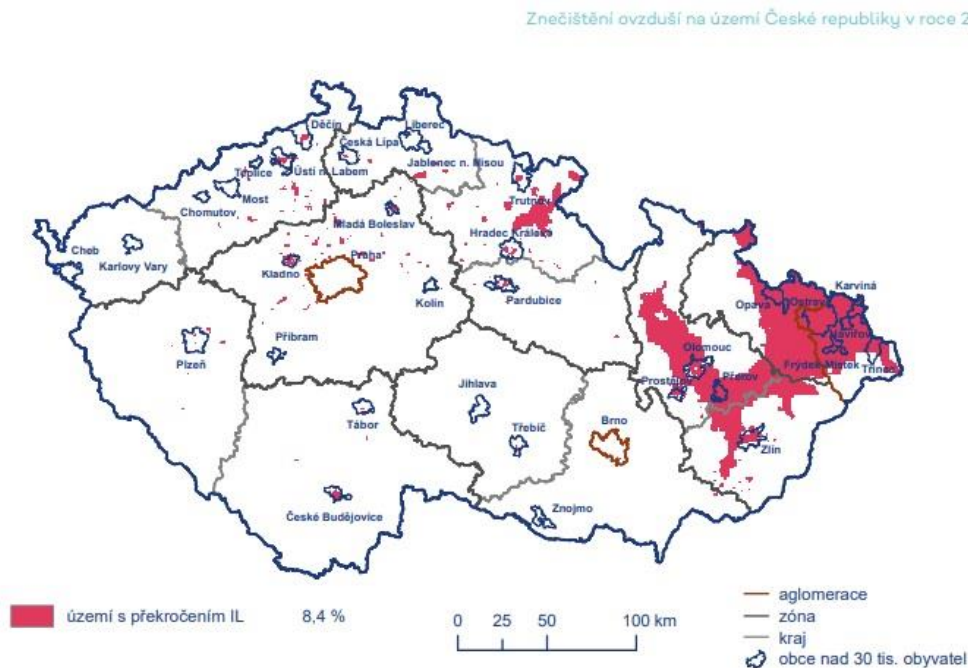 Znečištění ovzduší na území České republiky v roce 2
Děčín
Liberec
Česká Lípa
Teplice
Ústí n. Labem
Jablonec n. Nisou
Most
Chomutov
Trutnov
Mladá Boleslav
Hradec Králové
Cheb
Karlovy Vary
Praha
Kladno
Karviná
Kolín
Pardubice
Opava
Ostrava
Havířov
Příbram
Plzeň
Olomouc
Frýdek-Místek
Třinec
Jihlava
Prostějov
Přerov
Tábor
Třebíč
Brno
Zlín
České Budějovice
Znojmo
území s překročením IL 8,4 %
0 25 50 100 km
aglomerace
zóna
kraj
obce nad 30 tis. obyvatel